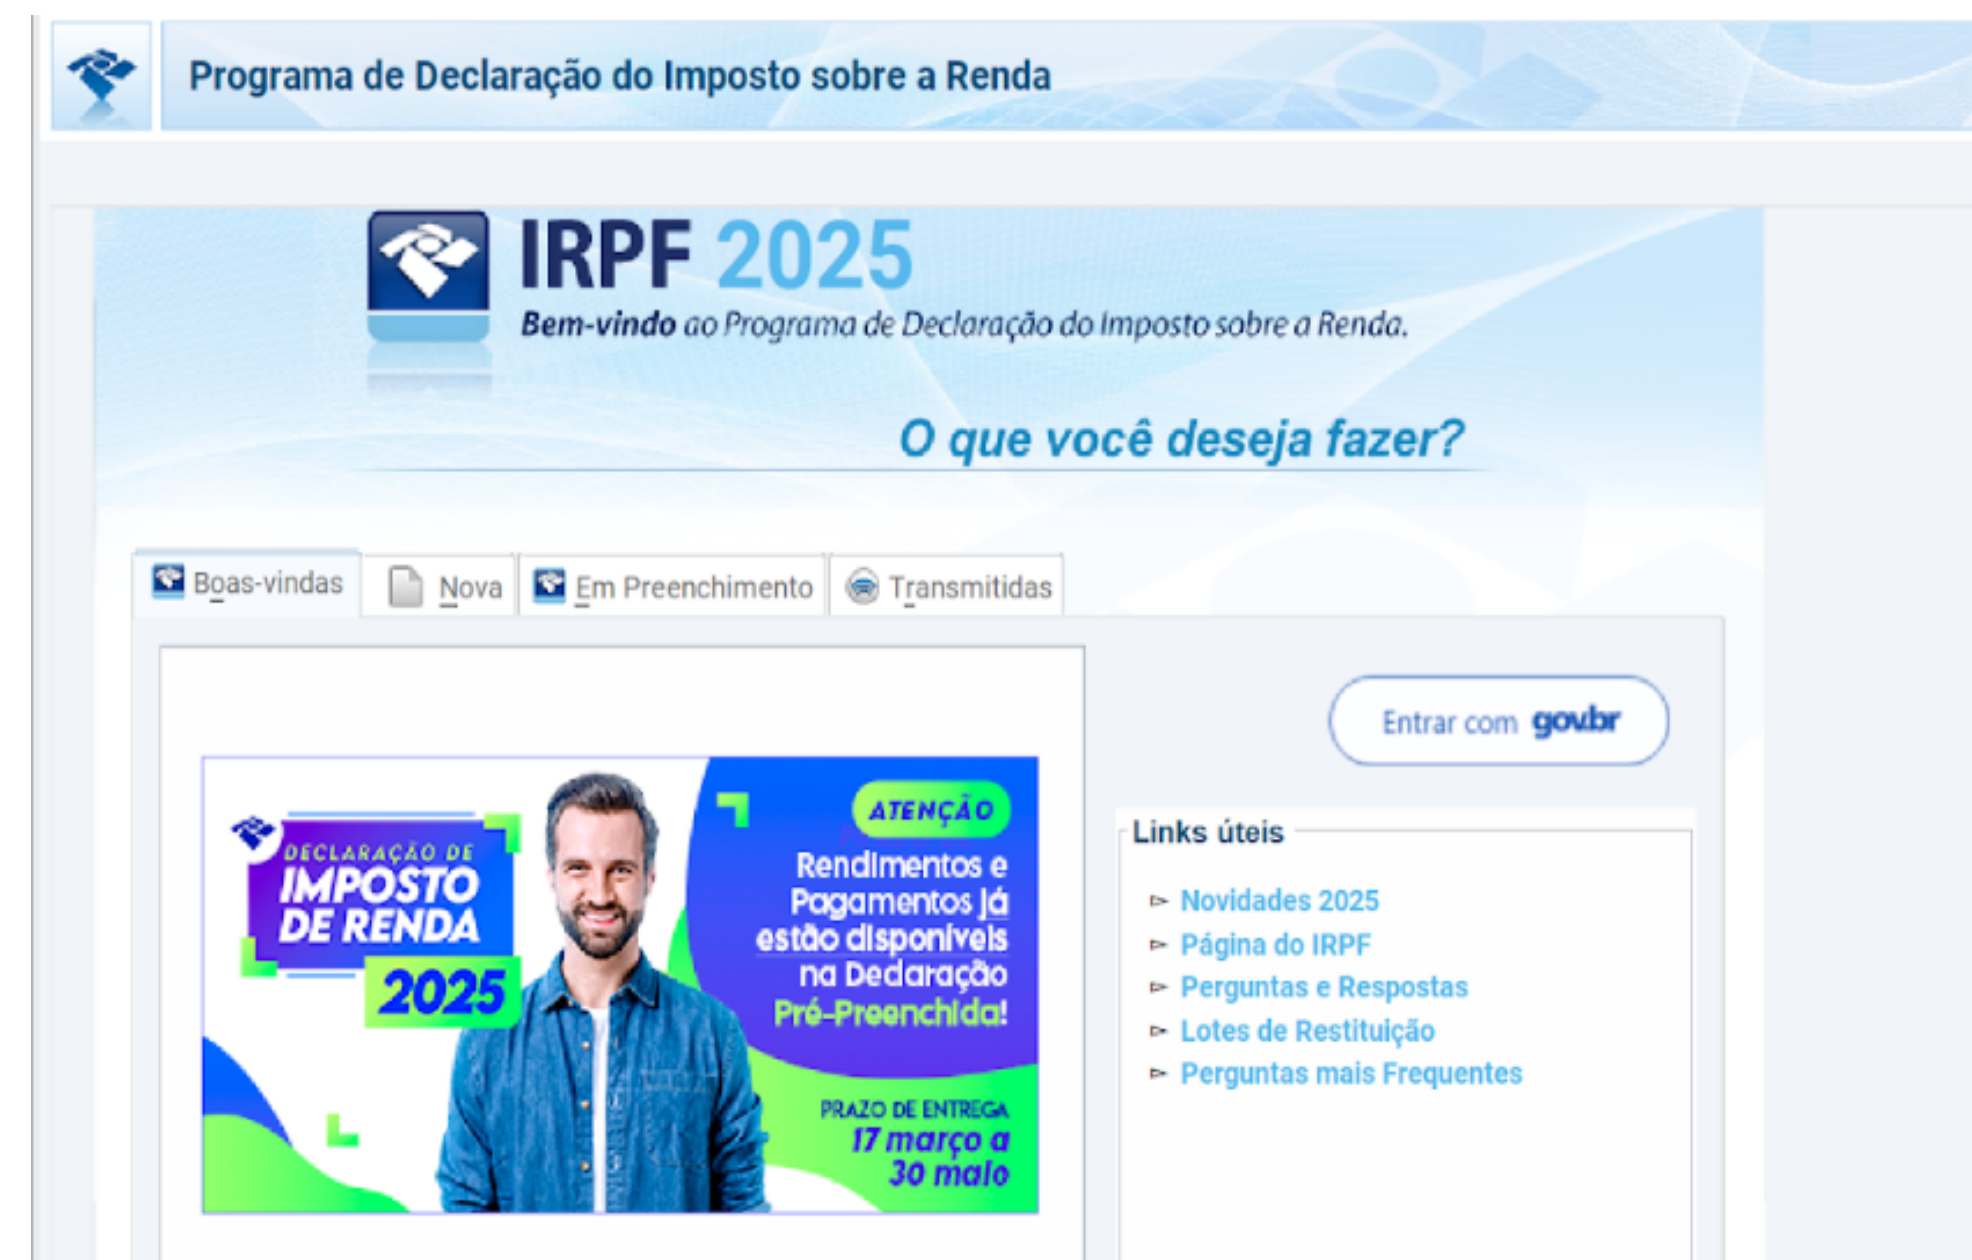 Programa de Declaração do Imposto sobre a Renda
IRPF 2025
Bem-vindo ao Programa de Declaração do Imposto sobre a Renda.
O que você deseja fazer?
Boas-vindas
Nova
Em Preenchimento
Transmitidas
Entrar com gov.br
DECLARAÇÃO DE
IMPOSTO
DE RENDA
2025
ATENÇÃO
Rendimentos e
Pagamentos já
estão disponíveis
na Declaração
Pré-Preenchida!
PRAZO DE ENTREGA
17 março a
30 maio
Links úteis
Novidades 2025
Página do IRPF
Perguntas e Respostas
Lotes de Restituição
Perguntas mais Frequentes